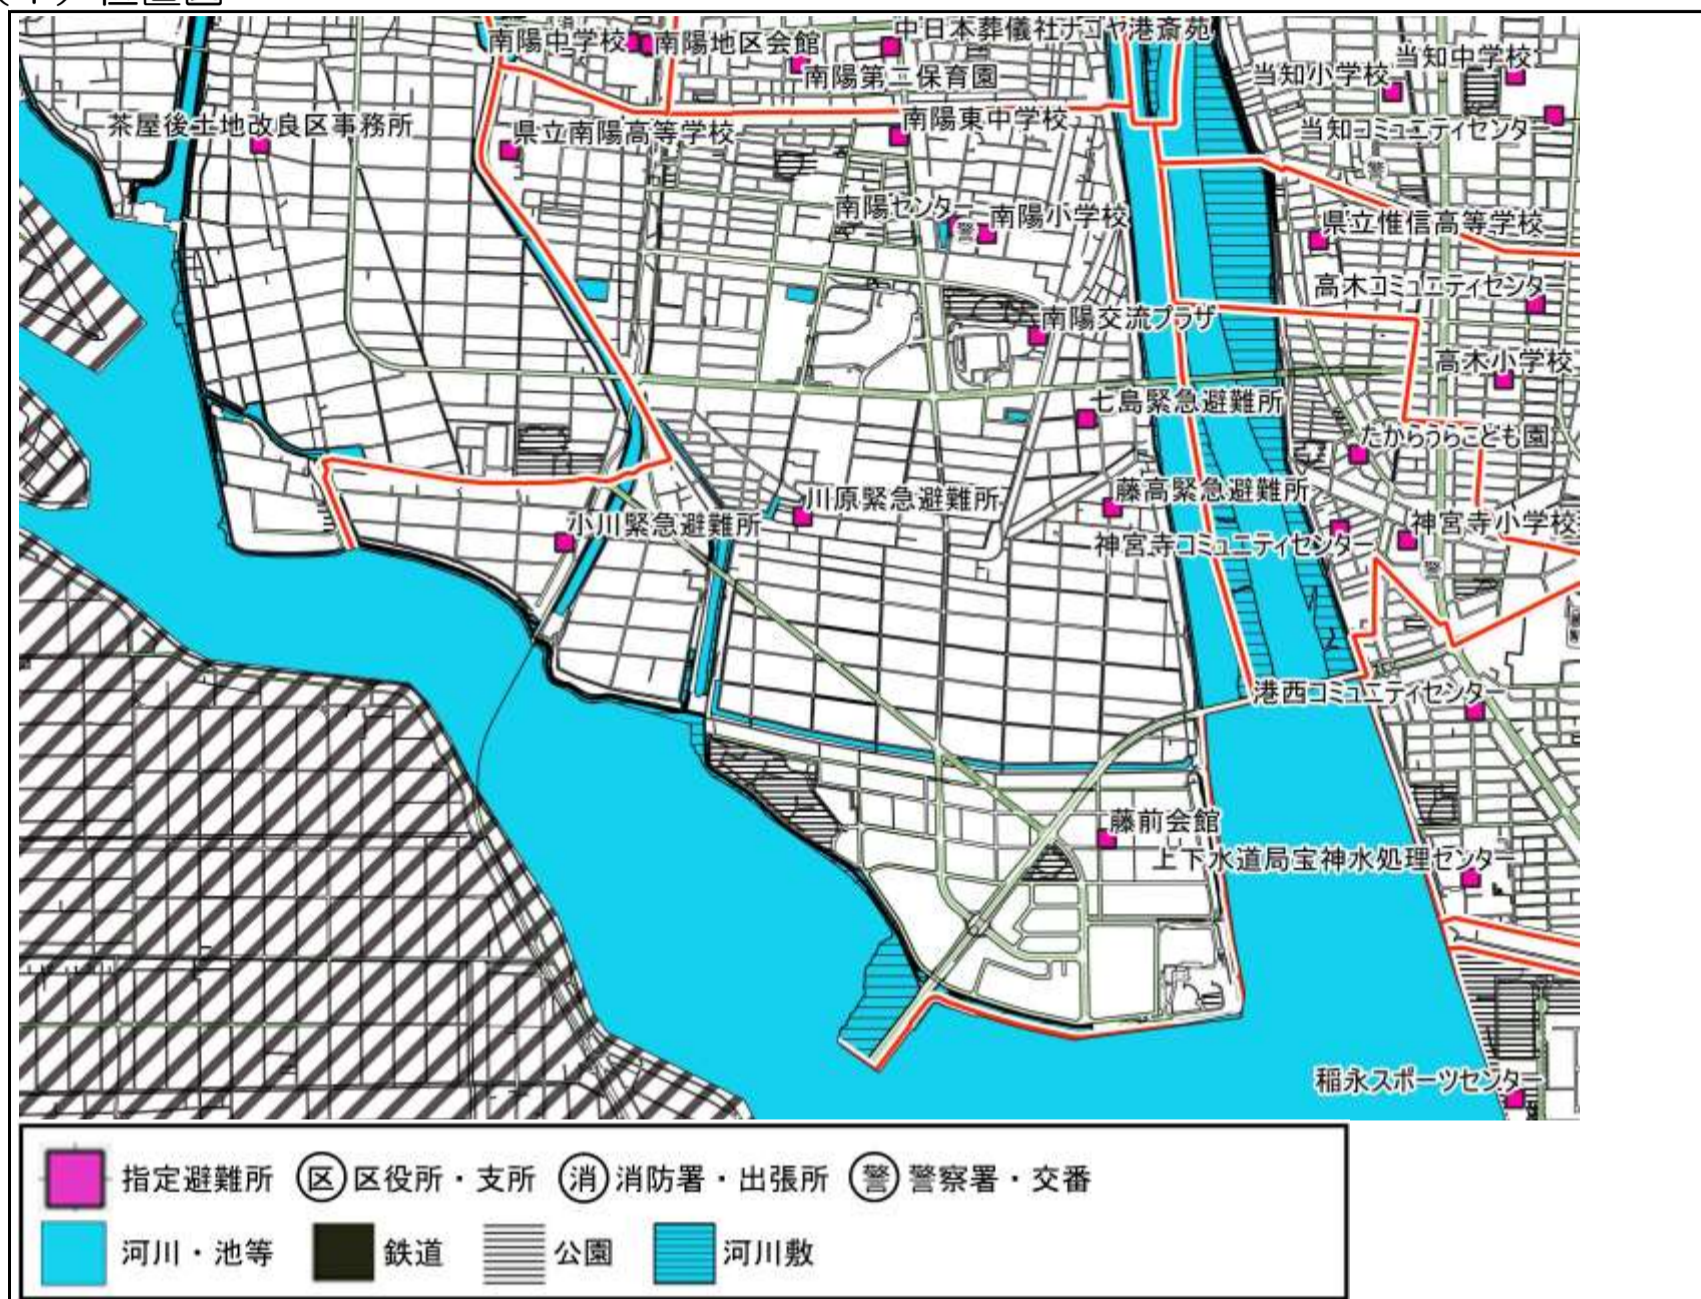 南陽中学校
南陽地区会館
中日本葬儀社ナゴヤ港斎苑
南陽第二保育園
当知中学校
当知小学校
茶屋後土地改良区事務所
県立南陽高等学校
南陽東中学校
当知コミュニティセンター
警
南陽センター
警
南陽小学校
県立惟信高等学校
高木コミュニティセンター
南陽交流プラザ
高木小学校
七島緊急避難所
たからうらこども園
川原緊急避難所
藤高緊急避難所
小川緊急避難所
神宮寺小学校
神宮寺コミュニティセンター
警
港西コミュニティセンター
藤前会館
上下水道局宝神水処理センター
稲永スポーツセンター
指定避難所 区 区役所・支所 消 消防署・出張所 警 警察署・交番
河川・池等 鉄道 公園 河川敷